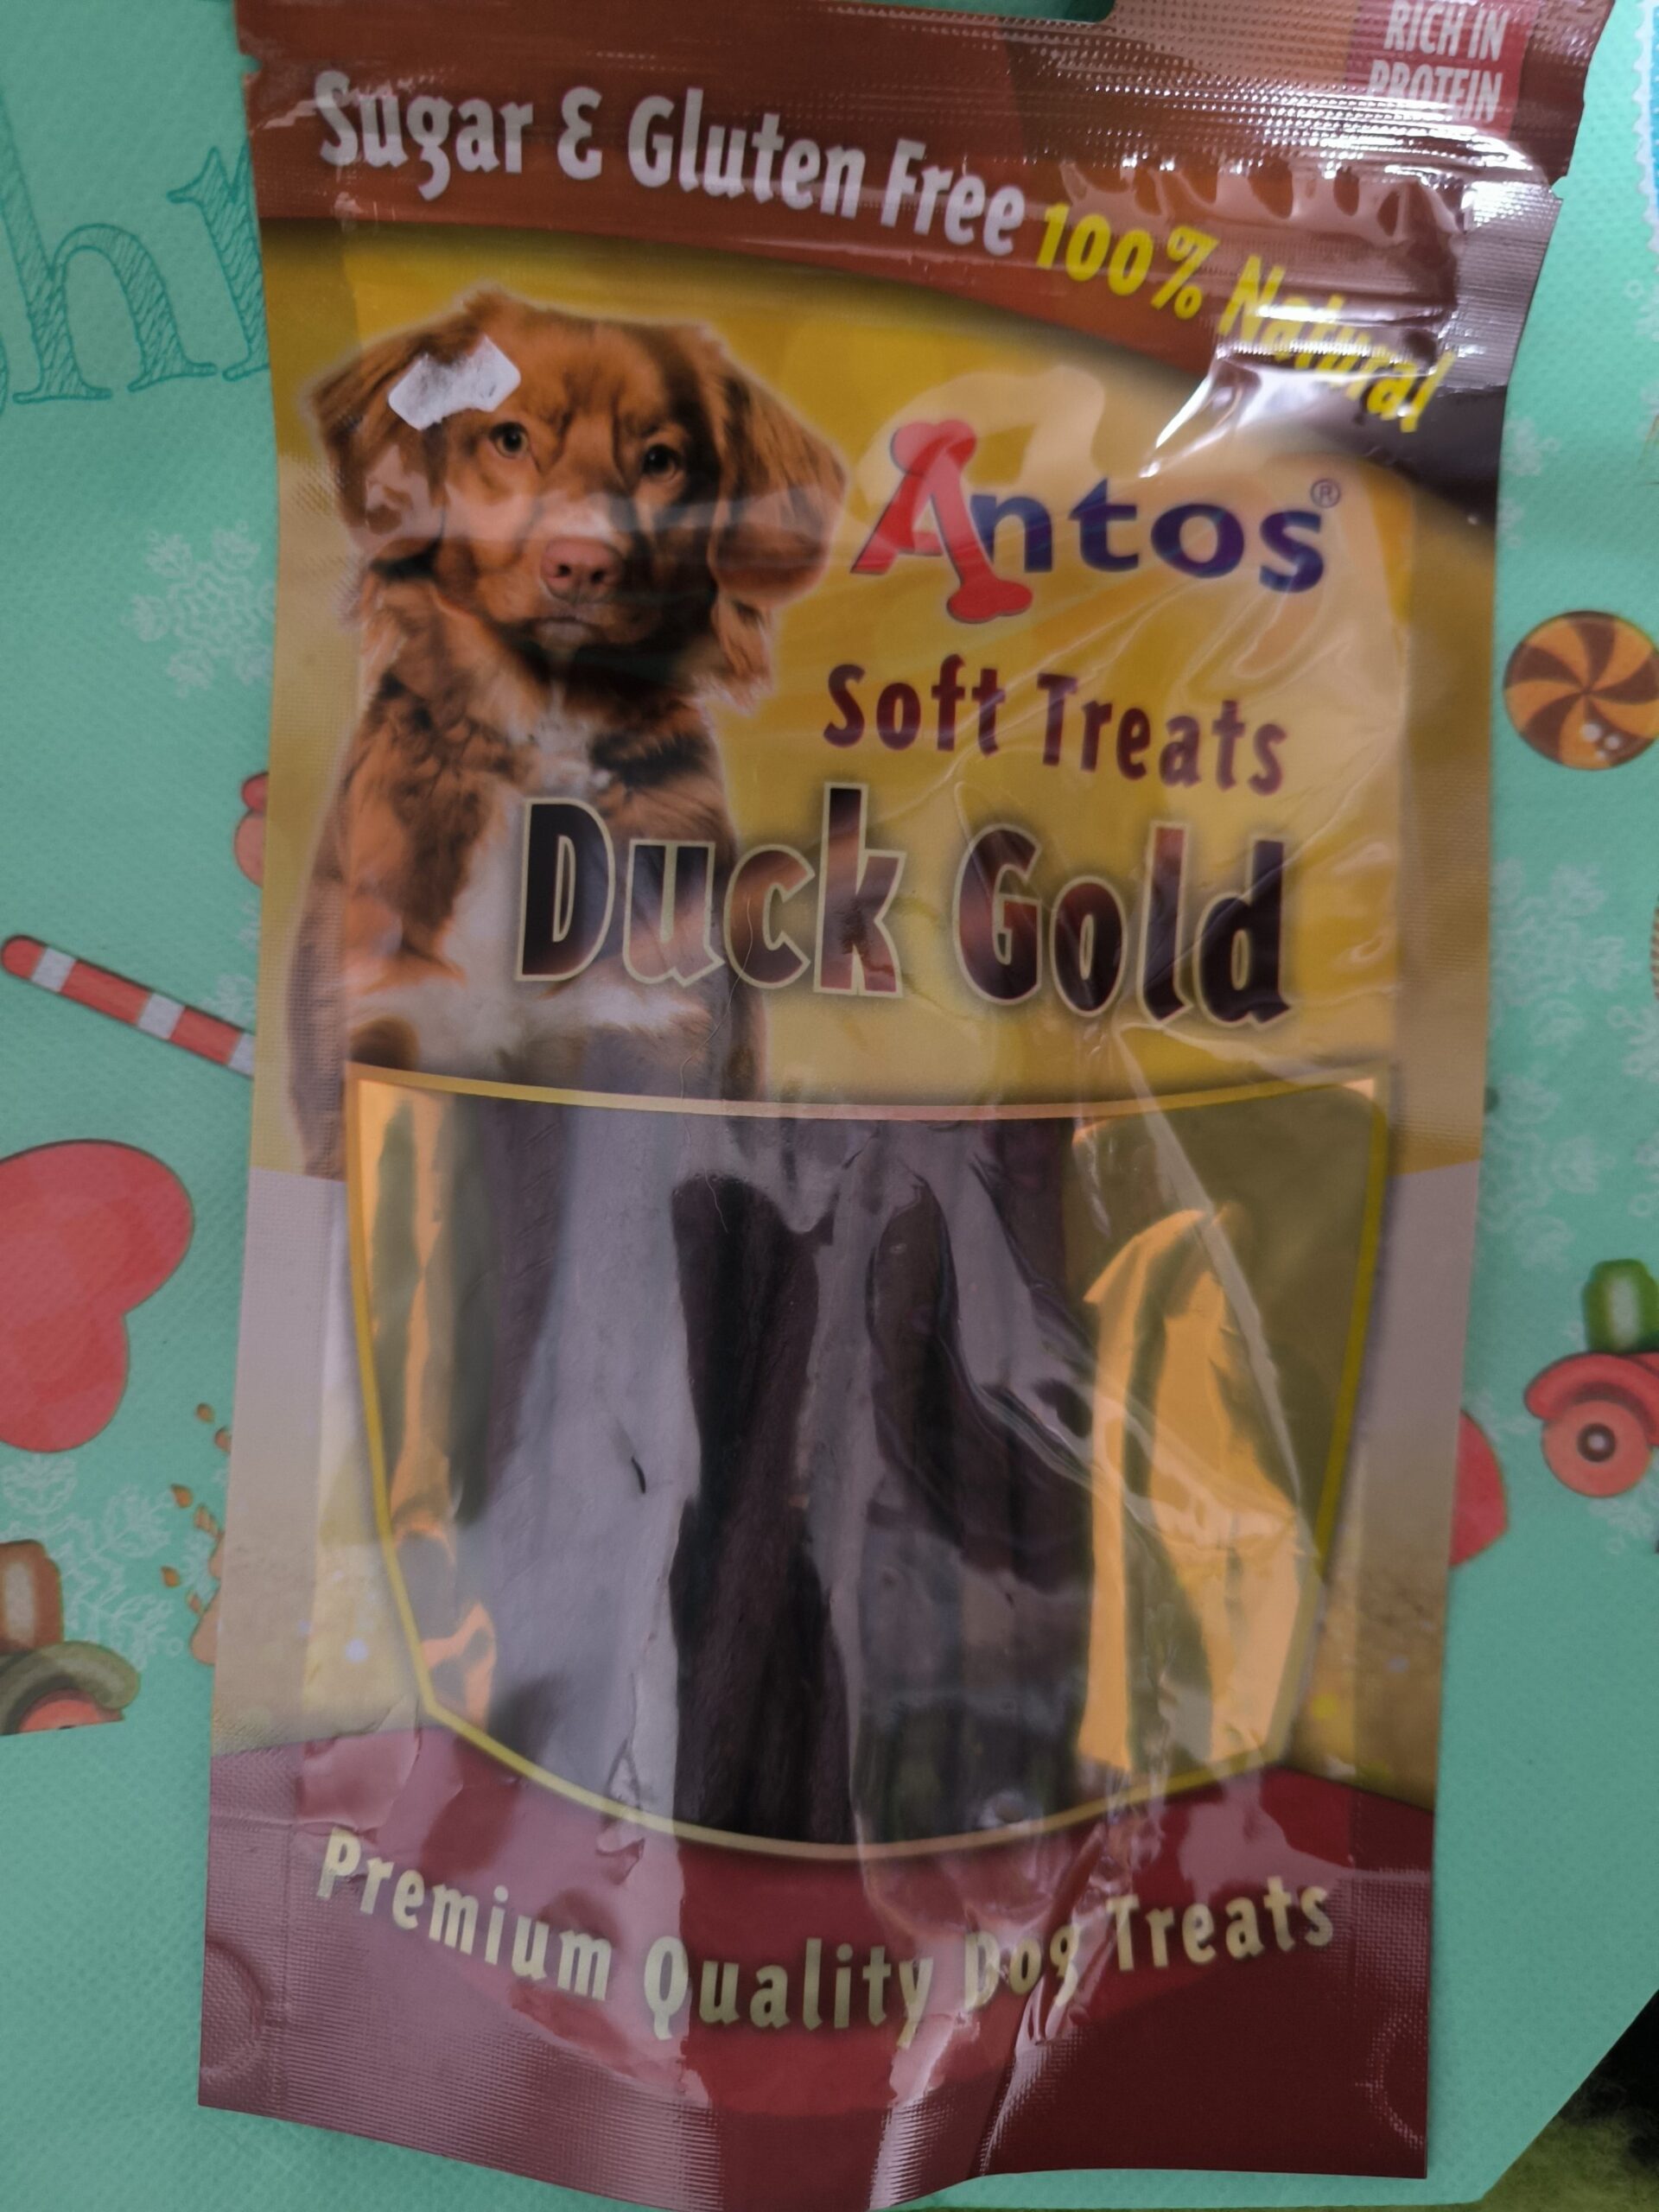 RICH IN
PROTEIN
Sugar & Gluten Free 100% Natural
Antos®
Soft Treats
Duck Gold
Premium Quality Dog Treats